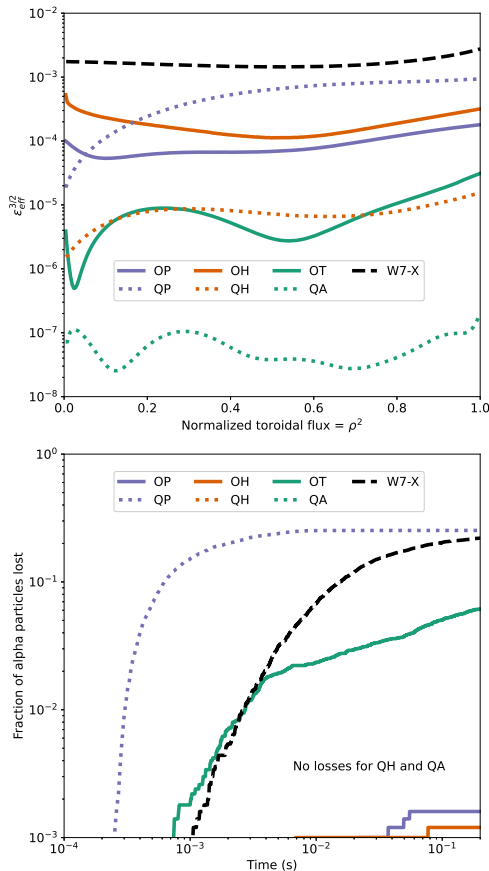 10⁻²
10⁻³
10⁻⁴
10⁻⁵
10⁻⁶
10⁻⁷
10⁻⁸
ε_eff^{3/2}
OP OH OT W7-X
QP QH QA
0.0 0.2 0.4 0.6 0.8 1.0
Normalized toroidal flux = ρ²
10⁰
10⁻¹
10⁻²
10⁻³
Fraction of alpha particles lost
OP OH OT W7-X
QP QH QA
No losses for QH and QA
10⁻⁴ 10⁻³ 10⁻² 10⁻¹
Time (s)